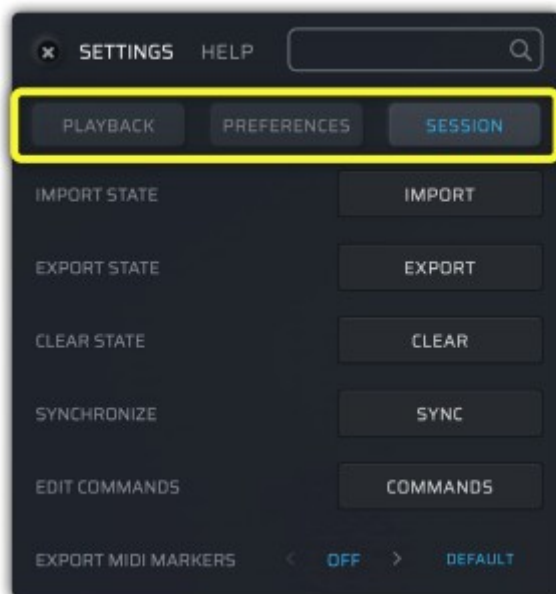 SETTINGS HELP
PLAYBACK PREFERENCES SESSION
IMPORT STATE IMPORT
EXPORT STATE EXPORT
CLEAR STATE CLEAR
SYNCHRONIZE SYNC
EDIT COMMANDS COMMANDS
EXPORT MIDI MARKERS < OFF > DEFAULT